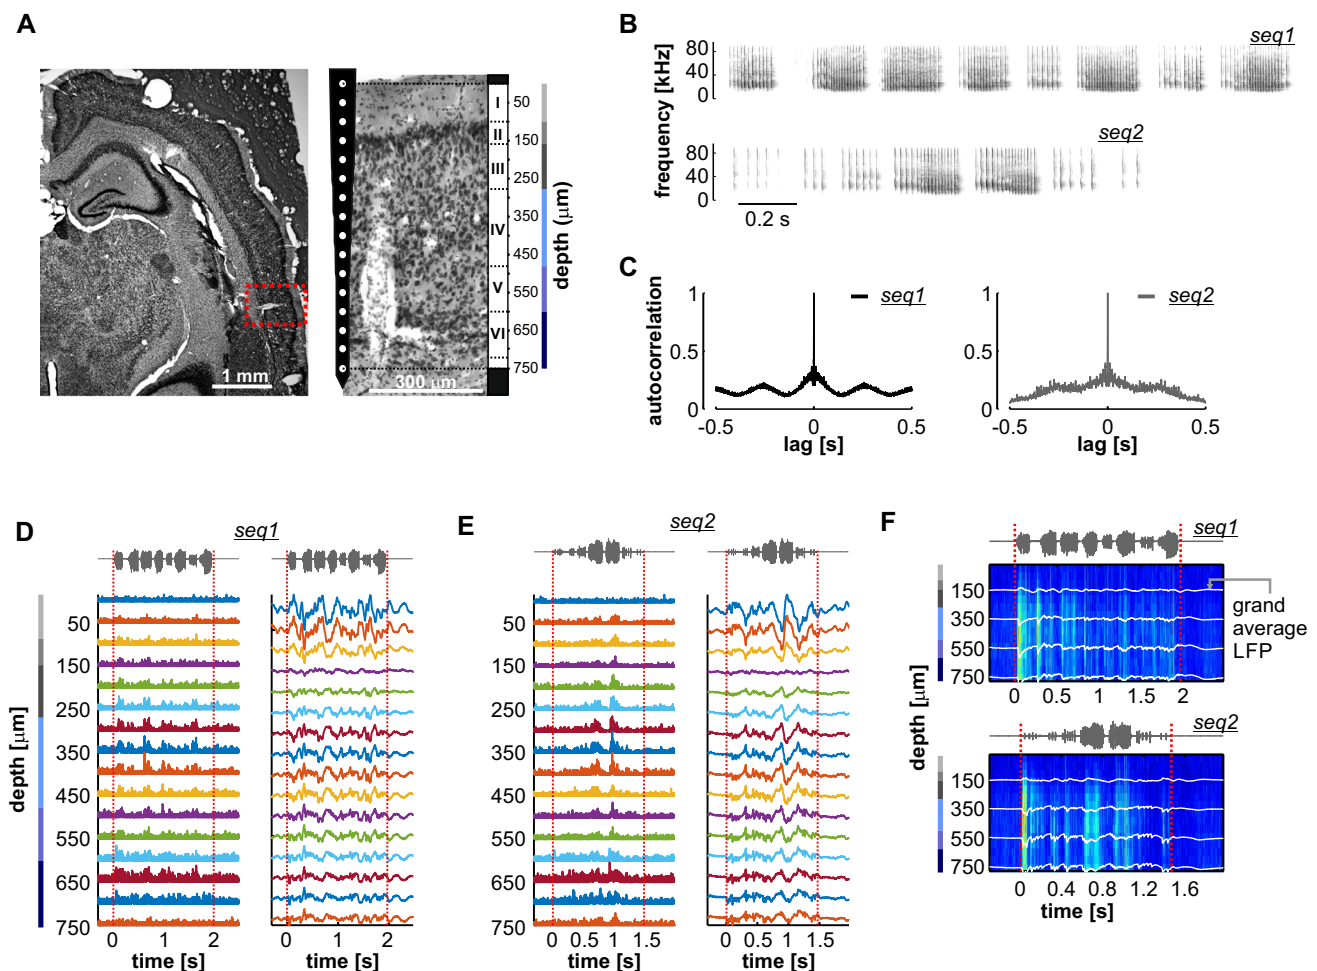 A
1 mm
300 µm
I
II
III
IV
V
VI
50
150
250
350
450
550
650
750
depth (µm)
B
frequency [kHz]
80
40
0
seq1
80
40
0
seq2
0.2 s
C
autocorrelation
1
0.5
0
-0.5
0
0.5
lag [s]
seq1
1
0.5
0
-0.5
0
0.5
lag [s]
seq2
D
seq1
depth [µm]
50
150
250
350
450
550
650
750
0
1
2
time [s]
0
1
2
time [s]
E
seq2
50
150
250
350
450
550
650
750
0
0.5
1
1.5
time [s]
0
0.5
1
1.5
time [s]
F
seq1
depth [µm]
150
350
550
750
0
0.5
1
1.5
2
grand
average
LFP
seq2
150
350
550
750
0
0.4
0.8
1.2
1.6
time [s]